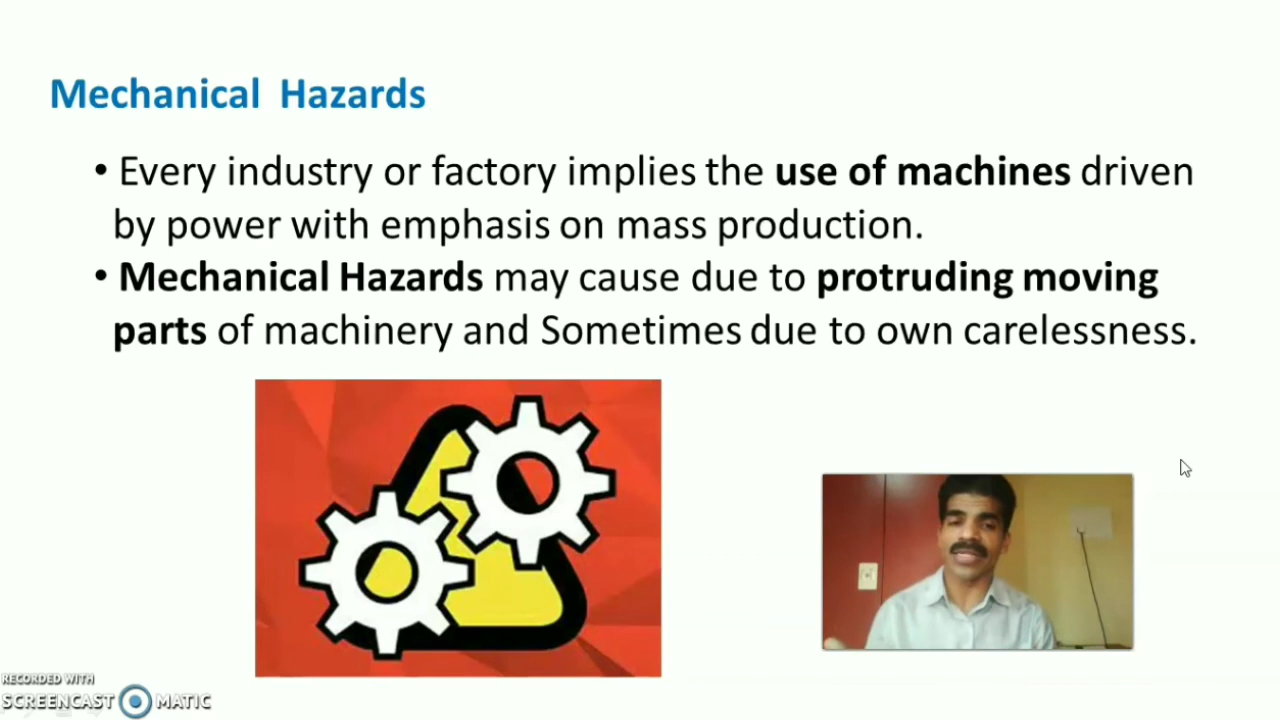 Mechanical Hazards
• Every industry or factory implies the use of machines driven
by power with emphasis on mass production.
• Mechanical Hazards may cause due to protruding moving
parts of machinery and Sometimes due to own carelessness.
RECORDED WITH
SCREENCAST MATIC